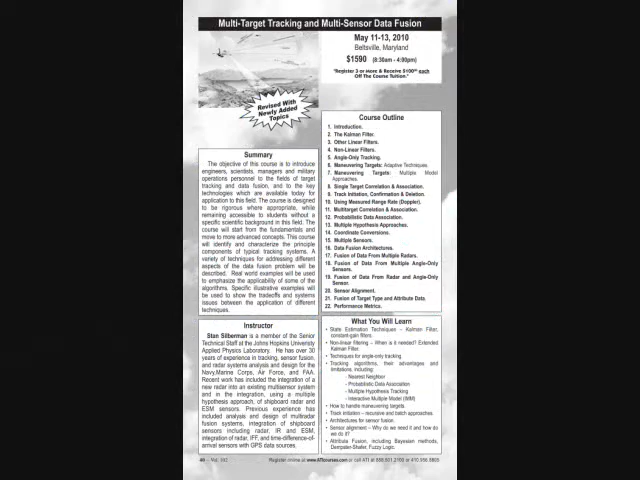 Multi-Target Tracking and Multi-Sensor Data Fusion
May 11-13, 2010
Beltsville, Maryland
$1590 (8:30am - 4:00pm)
"Register 3 or More & Receive $100⁰⁰ each
Off The Course Tuition."
Revised With
Newly Added
Topics
Summary
The objective of this course is to introduce
engineers, scientists, managers and military
operations personnel to the fields of target
tracking and data fusion, and to the key
technologies which are available today for
application to this field. The course is designed
to be rigorous where appropriate, while
remaining accessible to students without a
specific scientific background in this field. The
course will start from the fundamentals and
move to more advanced concepts. This course
will identify and characterize the principle
components of typical tracking systems. A
variety of techniques for addressing different
aspects of the data fusion problem will be
described. Real world examples will be used
to emphasize the applicability of some of the
algorithms. Specific illustrative examples will
be used to show the tradeoffs and systems
issues between the application of different
techniques.
Instructor
Stan Silberman is a member of the Senior
Technical Staff at the Johns Hopkins University
Applied Physics Laboratory. He has over 30
years of experience in tracking, sensor fusion,
and radar systems analysis and design for the
Navy,Marine Corps, Air Force, and FAA.
Recent work has included the integration of a
new radar into an existing multisensor system
and in the integration, using a multiple
hypothesis approach, of shipboard radar and
ESM sensors. Previous experience has
included analysis and design of multiradar
fusion systems, integration of shipboard
sensors including radar, IR and ESM,
integration of radar, IFF, and time-difference-of-
arrival sensors with GPS data sources.
Course Outline
1. Introduction.
2. The Kalman Filter.
3. Other Linear Filters.
4. Non-Linear Filters.
5. Angle-Only Tracking.
6. Maneuvering Targets: Adaptive Techniques.
7. Maneuvering Targets: Multiple Model
Approaches.
8. Single Target Correlation & Association.
9. Track Initiation, Confirmation & Deletion.
10. Using Measured Range Rate (Doppler).
11. Multitarget Correlation & Association.
12. Probabilistic Data Association.
13. Multiple Hypothesis Approaches.
14. Coordinate Conversions.
15. Multiple Sensors.
16. Data Fusion Architectures.
17. Fusion of Data From Multiple Radars.
18. Fusion of Data From Multiple Angle-Only
Sensors.
19. Fusion of Data From Radar and Angle-Only
Sensor.
20. Sensor Alignment.
21. Fusion of Target Type and Attribute Data.
22. Performance Metrics.
What You Will Learn
• State Estimation Techniques – Kalman Filter,
constant-gain filters.
• Non-linear filtering – When is it needed? Extended
Kalman Filter.
• Techniques for angle-only tracking.
• Tracking algorithms, their advantages and
limitations, including:
- Nearest Neighbor
- Probabilistic Data Association
- Multiple Hypothesis Tracking
- Interactive Multiple Model (IMM)
• How to handle maneuvering targets.
• Track initiation – recursive and batch approaches.
• Architectures for sensor fusion.
• Sensor alignment – Why do we need it and how do
we do it?
• Attribute Fusion, including Bayesian methods,
Dempster-Shafer, Fuzzy Logic.
Register online at www.ATIcourses.com or call ATI at 888.501.2100 or 410.956.8805